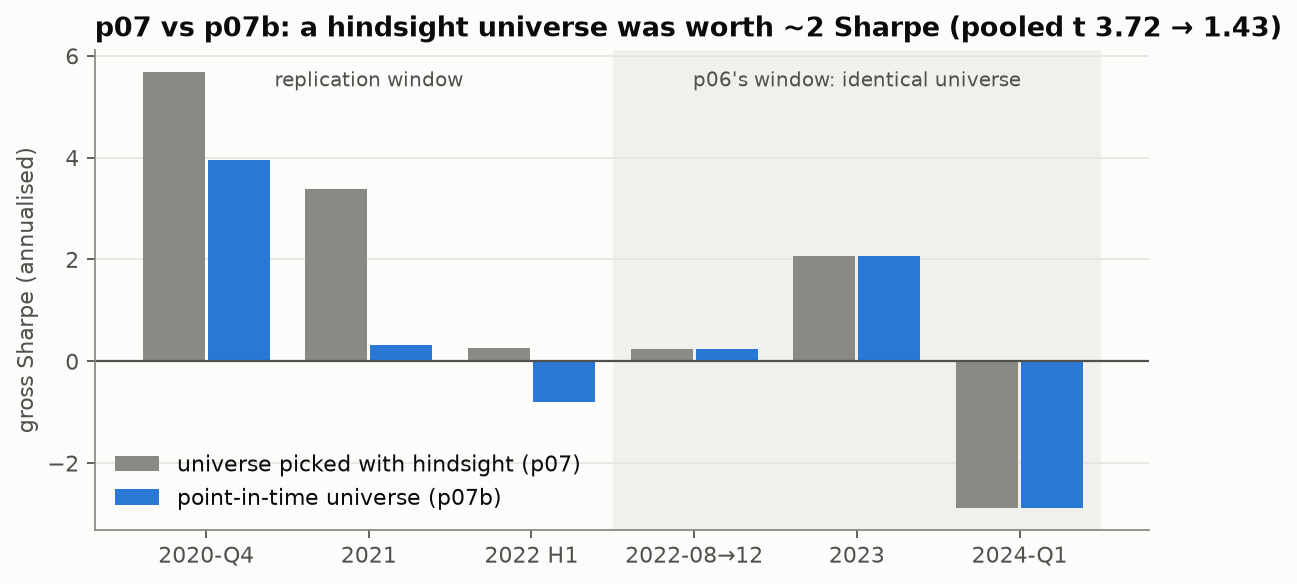 p07 vs p07b: a hindsight universe was worth ~2 Sharpe (pooled t 3.72 → 1.43)
gross Sharpe (annualised)
6
4
2
0
−2
replication window
p06's window: identical universe
universe picked with hindsight (p07)
point-in-time universe (p07b)
2020-Q4
2021
2022 H1
2022-08→12
2023
2024-Q1